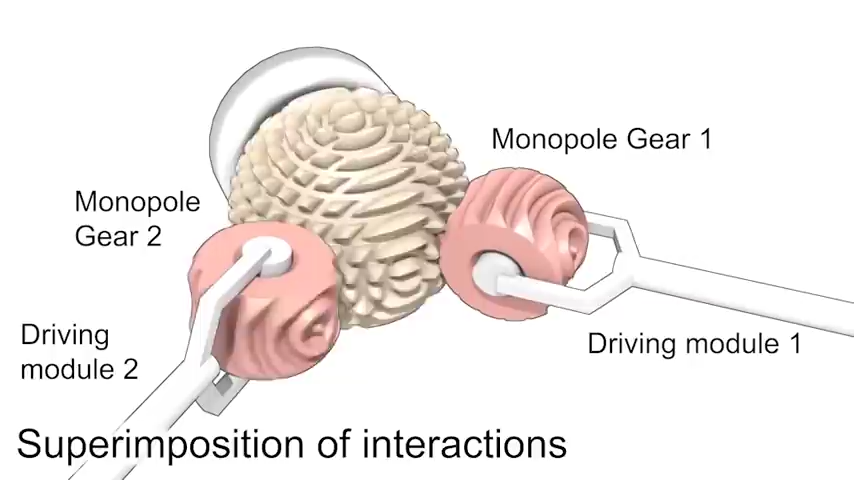 Monopole Gear 1
Monopole
Gear 2
Driving
module 2
Driving module 1
Superimposition of interactions